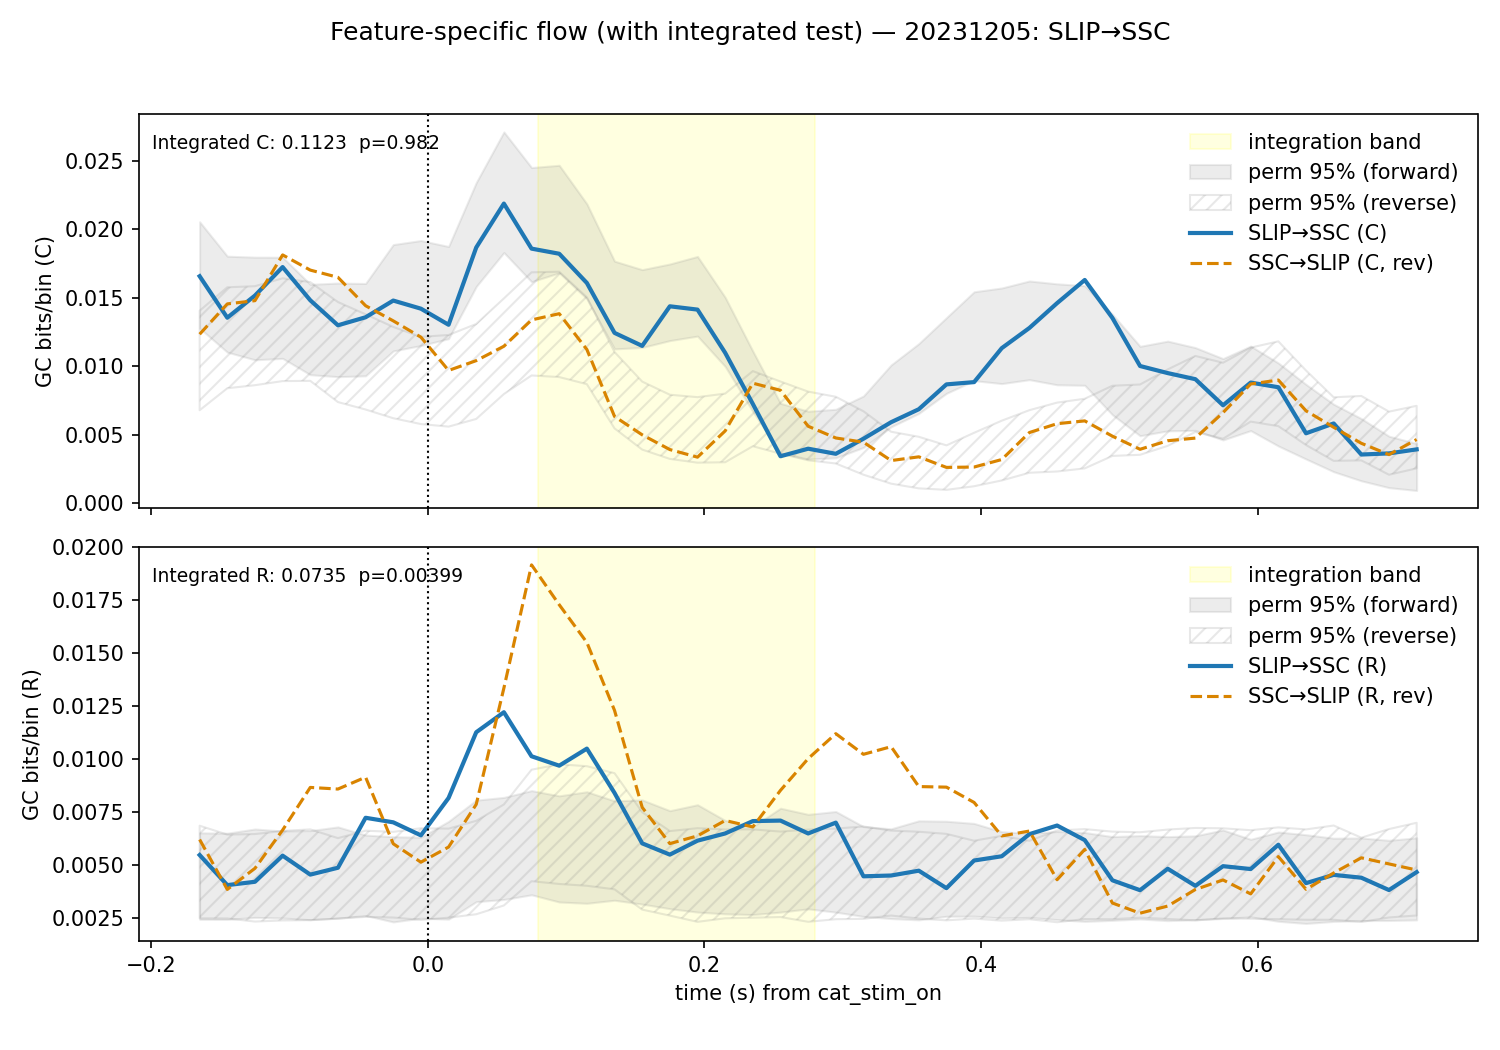 Feature-specific flow (with integrated test) — 20231205: SLIP→SSC
Integrated C: 0.1123  p=0.982
integration band
perm 95% (forward)
perm 95% (reverse)
SLIP→SSC (C)
SSC→SLIP (C, rev)
GC bits/bin (C)
0.025
0.020
0.015
0.010
0.005
0.000
Integrated R: 0.0735  p=0.00399
integration band
perm 95% (forward)
perm 95% (reverse)
SLIP→SSC (R)
SSC→SLIP (R, rev)
GC bits/bin (R)
0.0200
0.0175
0.0150
0.0125
0.0100
0.0075
0.0050
0.0025
−0.2 0.0 0.2 0.4 0.6
time (s) from cat_stim_on